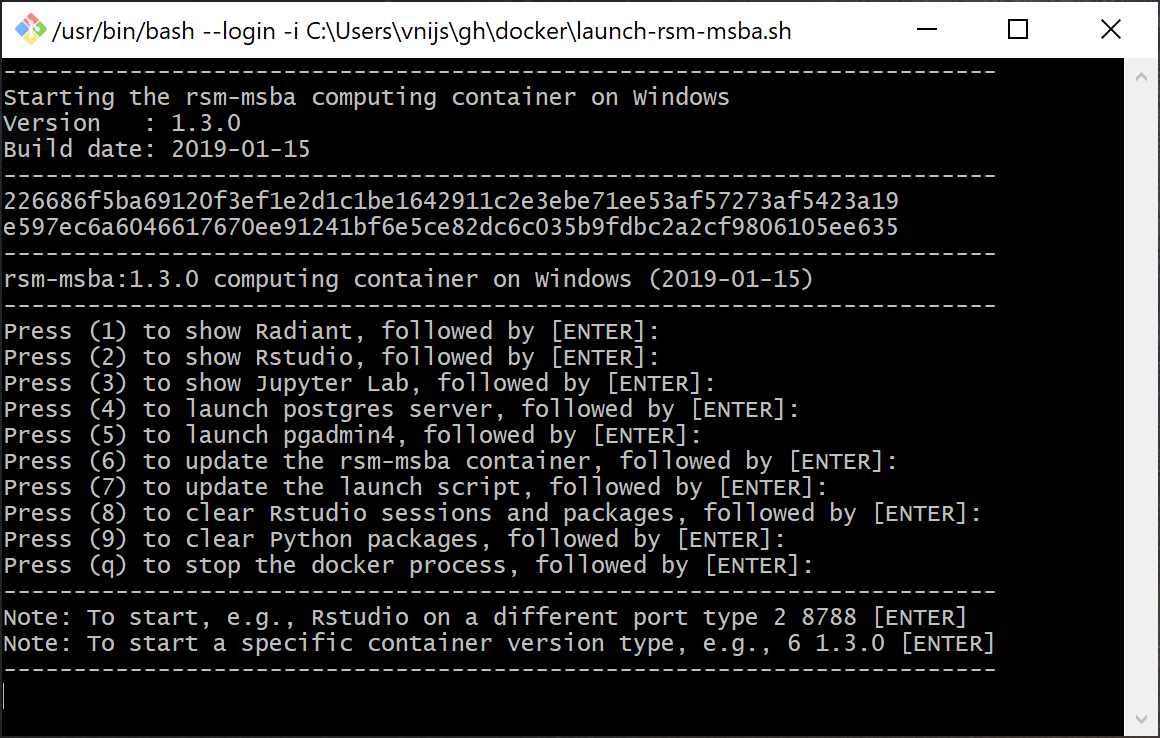 /usr/bin/bash --login -i C:\Users\vnijs\gh\docker\launch-rsm-msba.sh
-----------------------------------------------------------------------
Starting the rsm-msba computing container on Windows
Version   : 1.3.0
Build date: 2019-01-15
-----------------------------------------------------------------------
226686f5ba69120f3ef1e2d1c1be1642911c2e3ebe71ee53af57273af5423a19
e597ec6a6046617670ee91241bf6e5ce82dc6c035b9fdbc2a2cf9806105ee635
-----------------------------------------------------------------------
rsm-msba:1.3.0 computing container on Windows (2019-01-15)
-----------------------------------------------------------------------
Press (1) to show Radiant, followed by [ENTER]:
Press (2) to show Rstudio, followed by [ENTER]:
Press (3) to show Jupyter Lab, followed by [ENTER]:
Press (4) to launch postgres server, followed by [ENTER]:
Press (5) to launch pgadmin4, followed by [ENTER]:
Press (6) to update the rsm-msba container, followed by [ENTER]:
Press (7) to update the launch script, followed by [ENTER]:
Press (8) to clear Rstudio sessions and packages, followed by [ENTER]:
Press (9) to clear Python packages, followed by [ENTER]:
Press (q) to stop the docker process, followed by [ENTER]:
-----------------------------------------------------------------------
Note: To start, e.g., Rstudio on a different port type 2 8788 [ENTER]
Note: To start a specific container version type, e.g., 6 1.3.0 [ENTER]
-----------------------------------------------------------------------